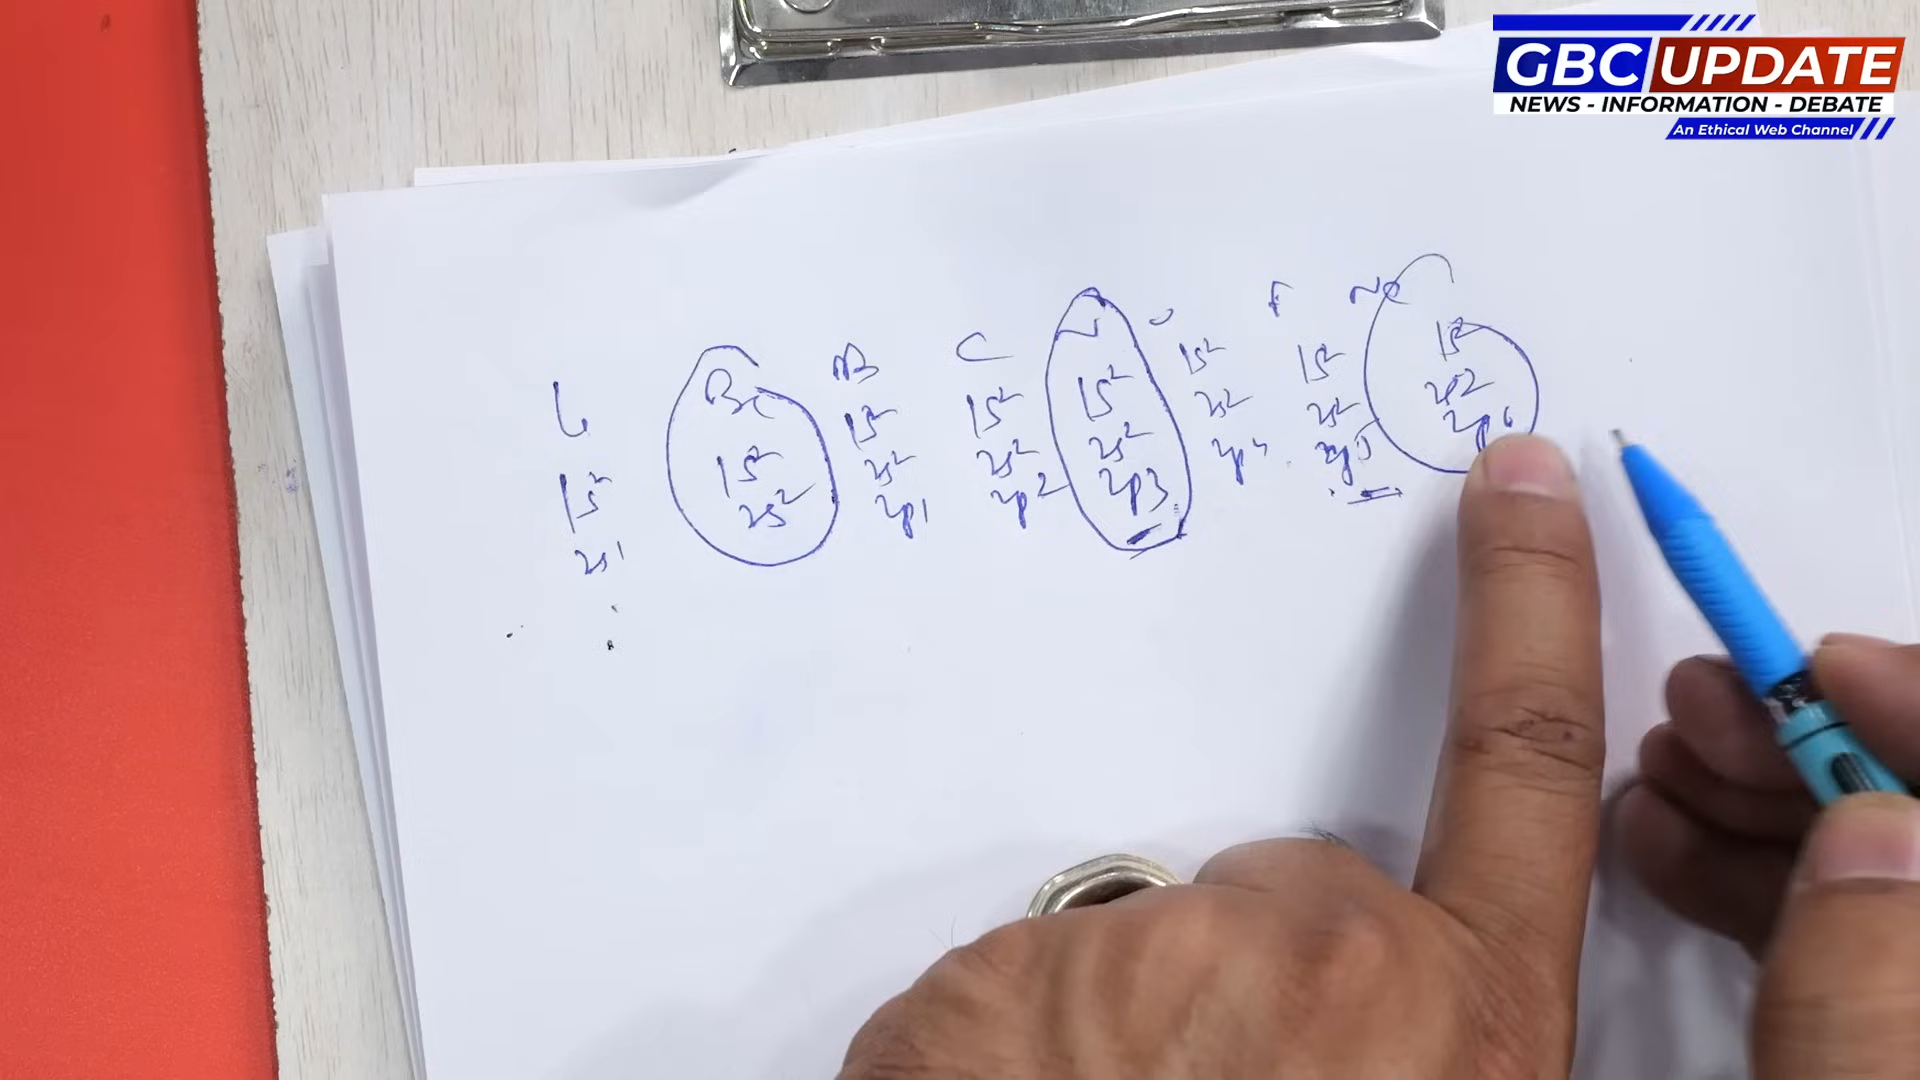 GBC UPDATE
NEWS - INFORMATION - DEBATE
An Ethical Web Channel
Li Be B C N O F Ne
1s² 1s² 1s² 1s² 1s² 1s² 1s² 1s²
2s¹ 2s² 2s² 2s² 2s² 2s² 2s² 2s2
2p1 2p2 2p3 2p4 2p5 2p6